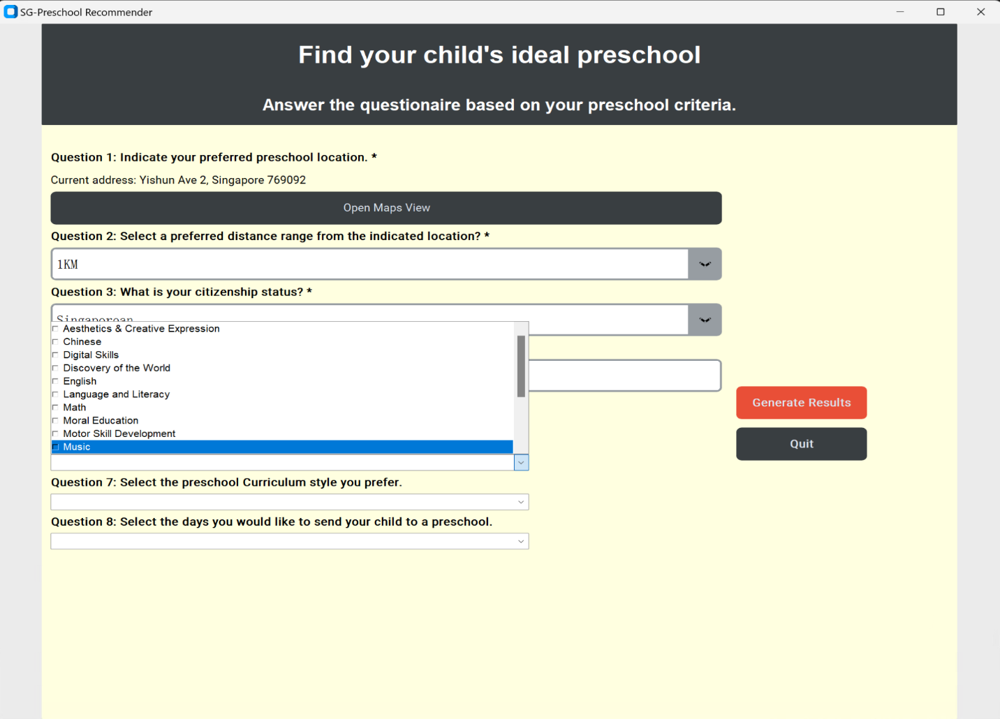 SG-Preschool Recommender
Find your child's ideal preschool
Answer the questionaire based on your preschool criteria.
Question 1: Indicate your preferred preschool location. *
Current address: Yishun Ave 2, Singapore 769092
Open Maps View
Question 2: Select a preferred distance range from the indicated location? *
1KM
Question 3: What is your citizenship status? *
Singaporean
Aesthetics & Creative Expression
Chinese
Digital Skills
Discovery of the World
English
Language and Literacy
Math
Moral Education
Motor Skill Development
Music
Generate Results
Quit
Question 7: Select the preschool Curriculum style you prefer.
Question 8: Select the days you would like to send your child to a preschool.